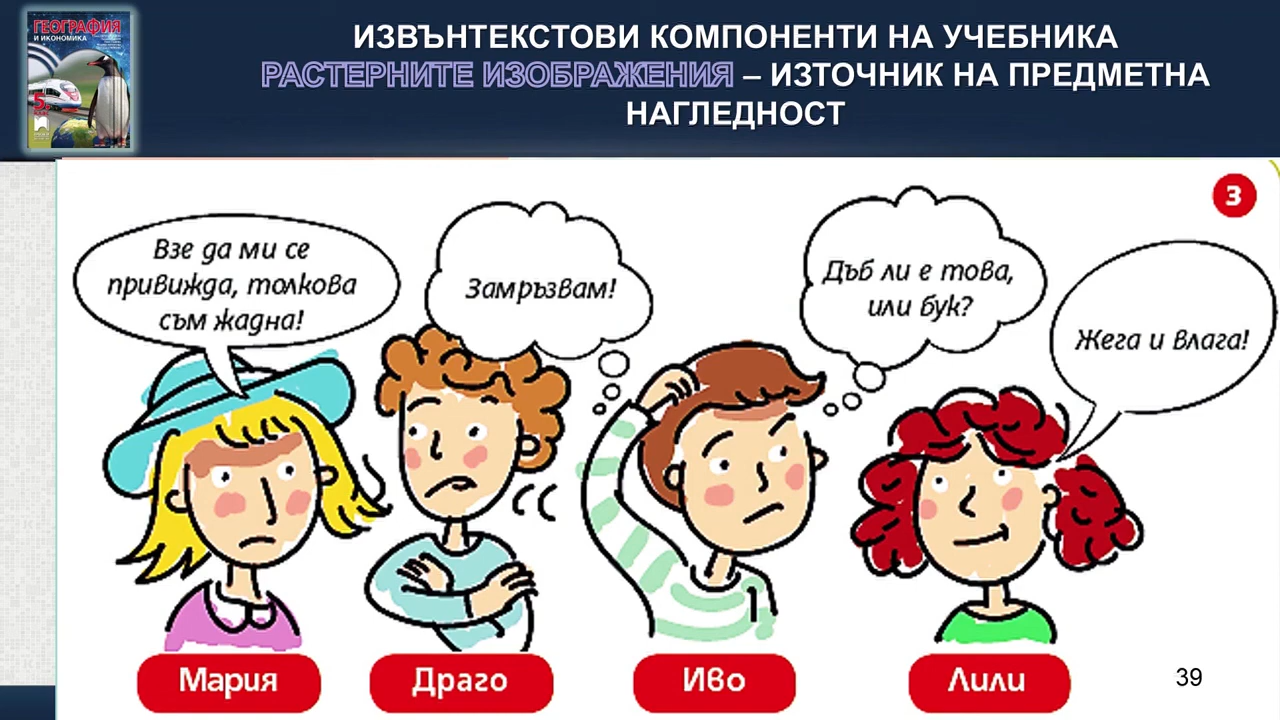 ГЕОГРАФИЯ
И ИКОНОМИКА
5.
ИЗВЪНТЕКСТОВИ КОМПОНЕНТИ НА УЧЕБНИКА
РАСТЕРНИТЕ ИЗОБРАЖЕНИЯ – ИЗТОЧНИК НА ПРЕДМЕТНА
НАГЛЕДНОСТ
3
Взе да ми се
привижда, толкова
съм жадна!
Замръзвам!
Дъб ли е това,
или бук?
Жега и влага!
Мария
Драго
Иво
Лили
39